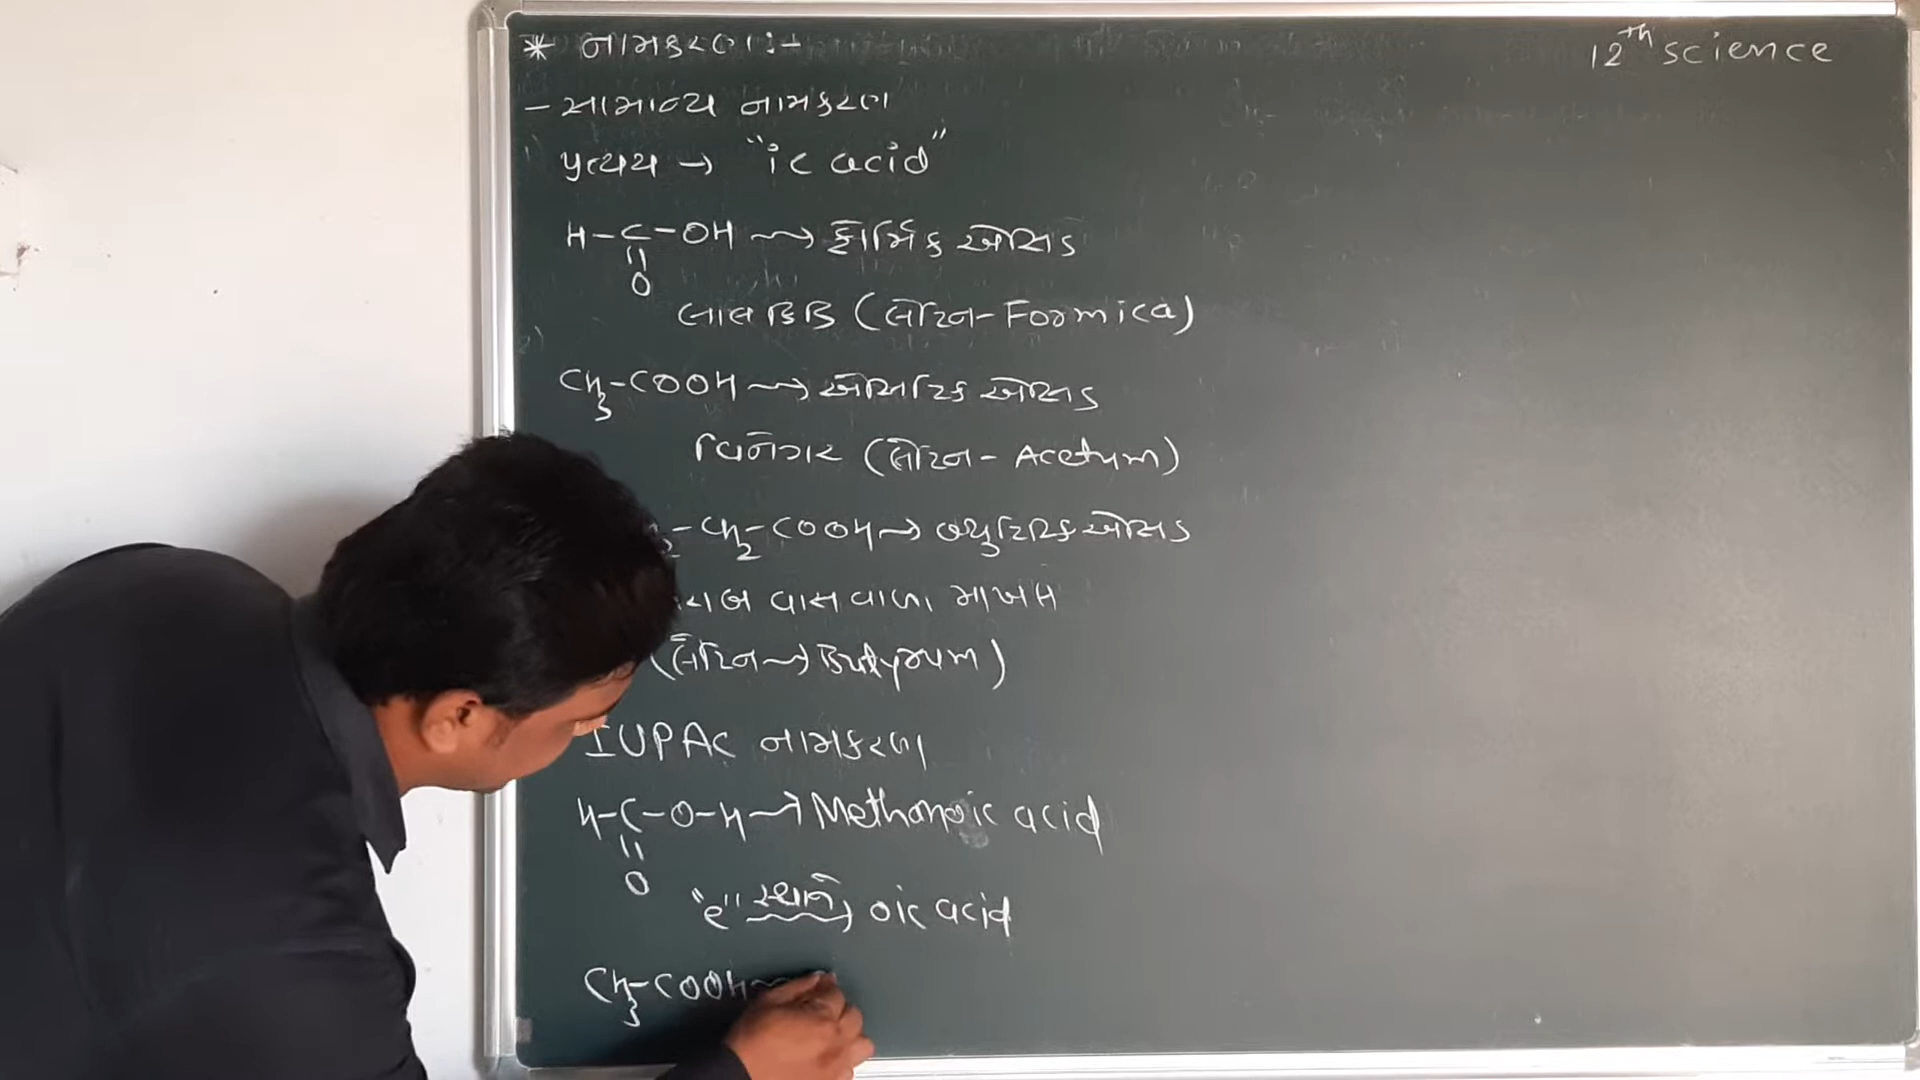 * નામકરણ :-
12th science
- સામાન્ય નામકરણ
પ્રત્યય → "ic acid"
H-C-OH → ફોર્મિક એસિડ
||
O
લાલ કીડી (લેટિન - Formica)
CH3-COOH → એસિટિક એસિડ
વિનેગર (લેટિન - Acetum)
-CH2-COOH → બ્યુટિરિક એસિડ
વાસ વાળા માખણ
(લેટિન → Butyrum)
IUPAC નામકરણ
H-C-O-H → Methanoic acid
||
O
"e" સ્થાને → oic acid
CH3-COOH